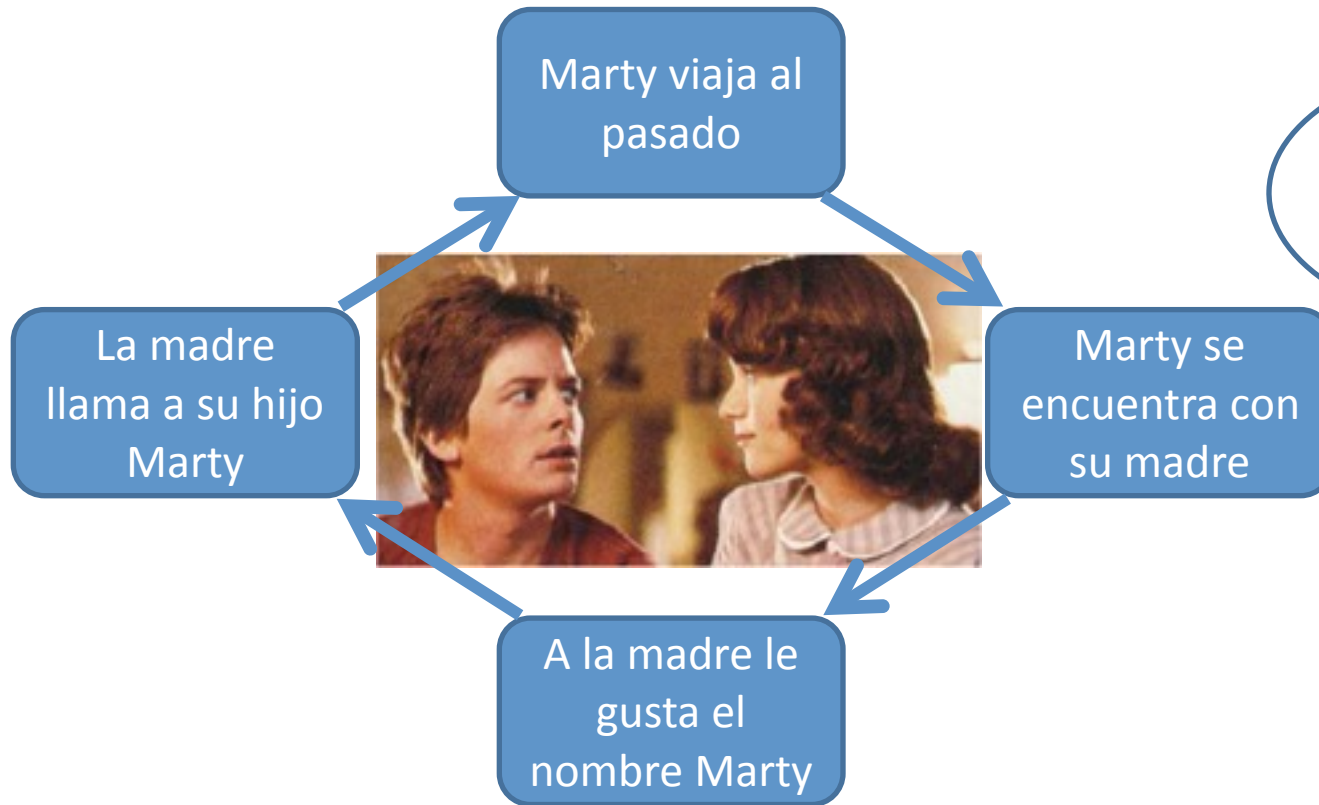 Marty viaja al
pasado
Marty se
encuentra con
su madre
A la madre le
gusta el
nombre Marty
La madre
llama a su hijo
Marty